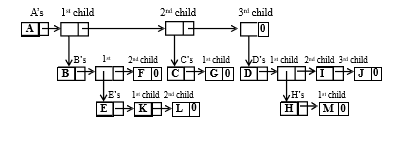 A's 1st child 2nd child 3rd child
A 0
B's 1st 2nd child C's 1st child D's 1st child 2nd child 3rd child
B F 0 C G 0 D I J 0
E's 1st child 2nd child H's 1st child
E K L 0 H M 0